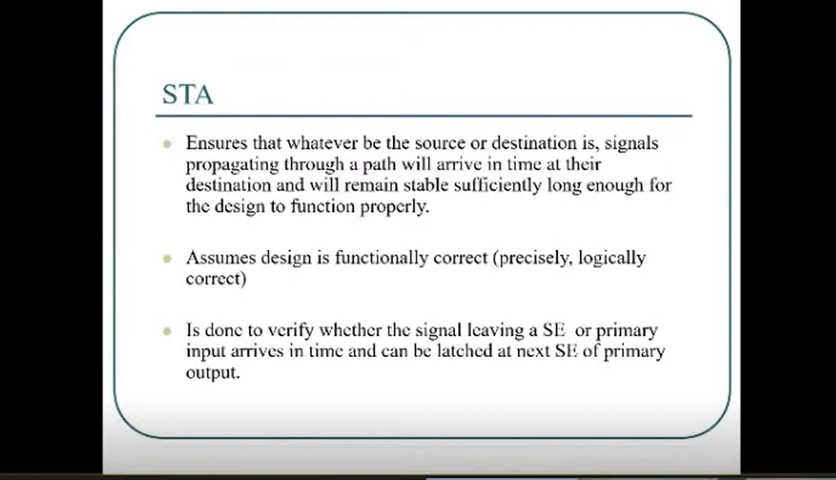 STA
Ensures that whatever be the source or destination is, signals
propagating through a path will arrive in time at their
destination and will remain stable sufficiently long enough for
the design to function properly.
Assumes design is functionally correct (precisely, logically
correct)
Is done to verify whether the signal leaving a SE or primary
input arrives in time and can be latched at next SE of primary
output.